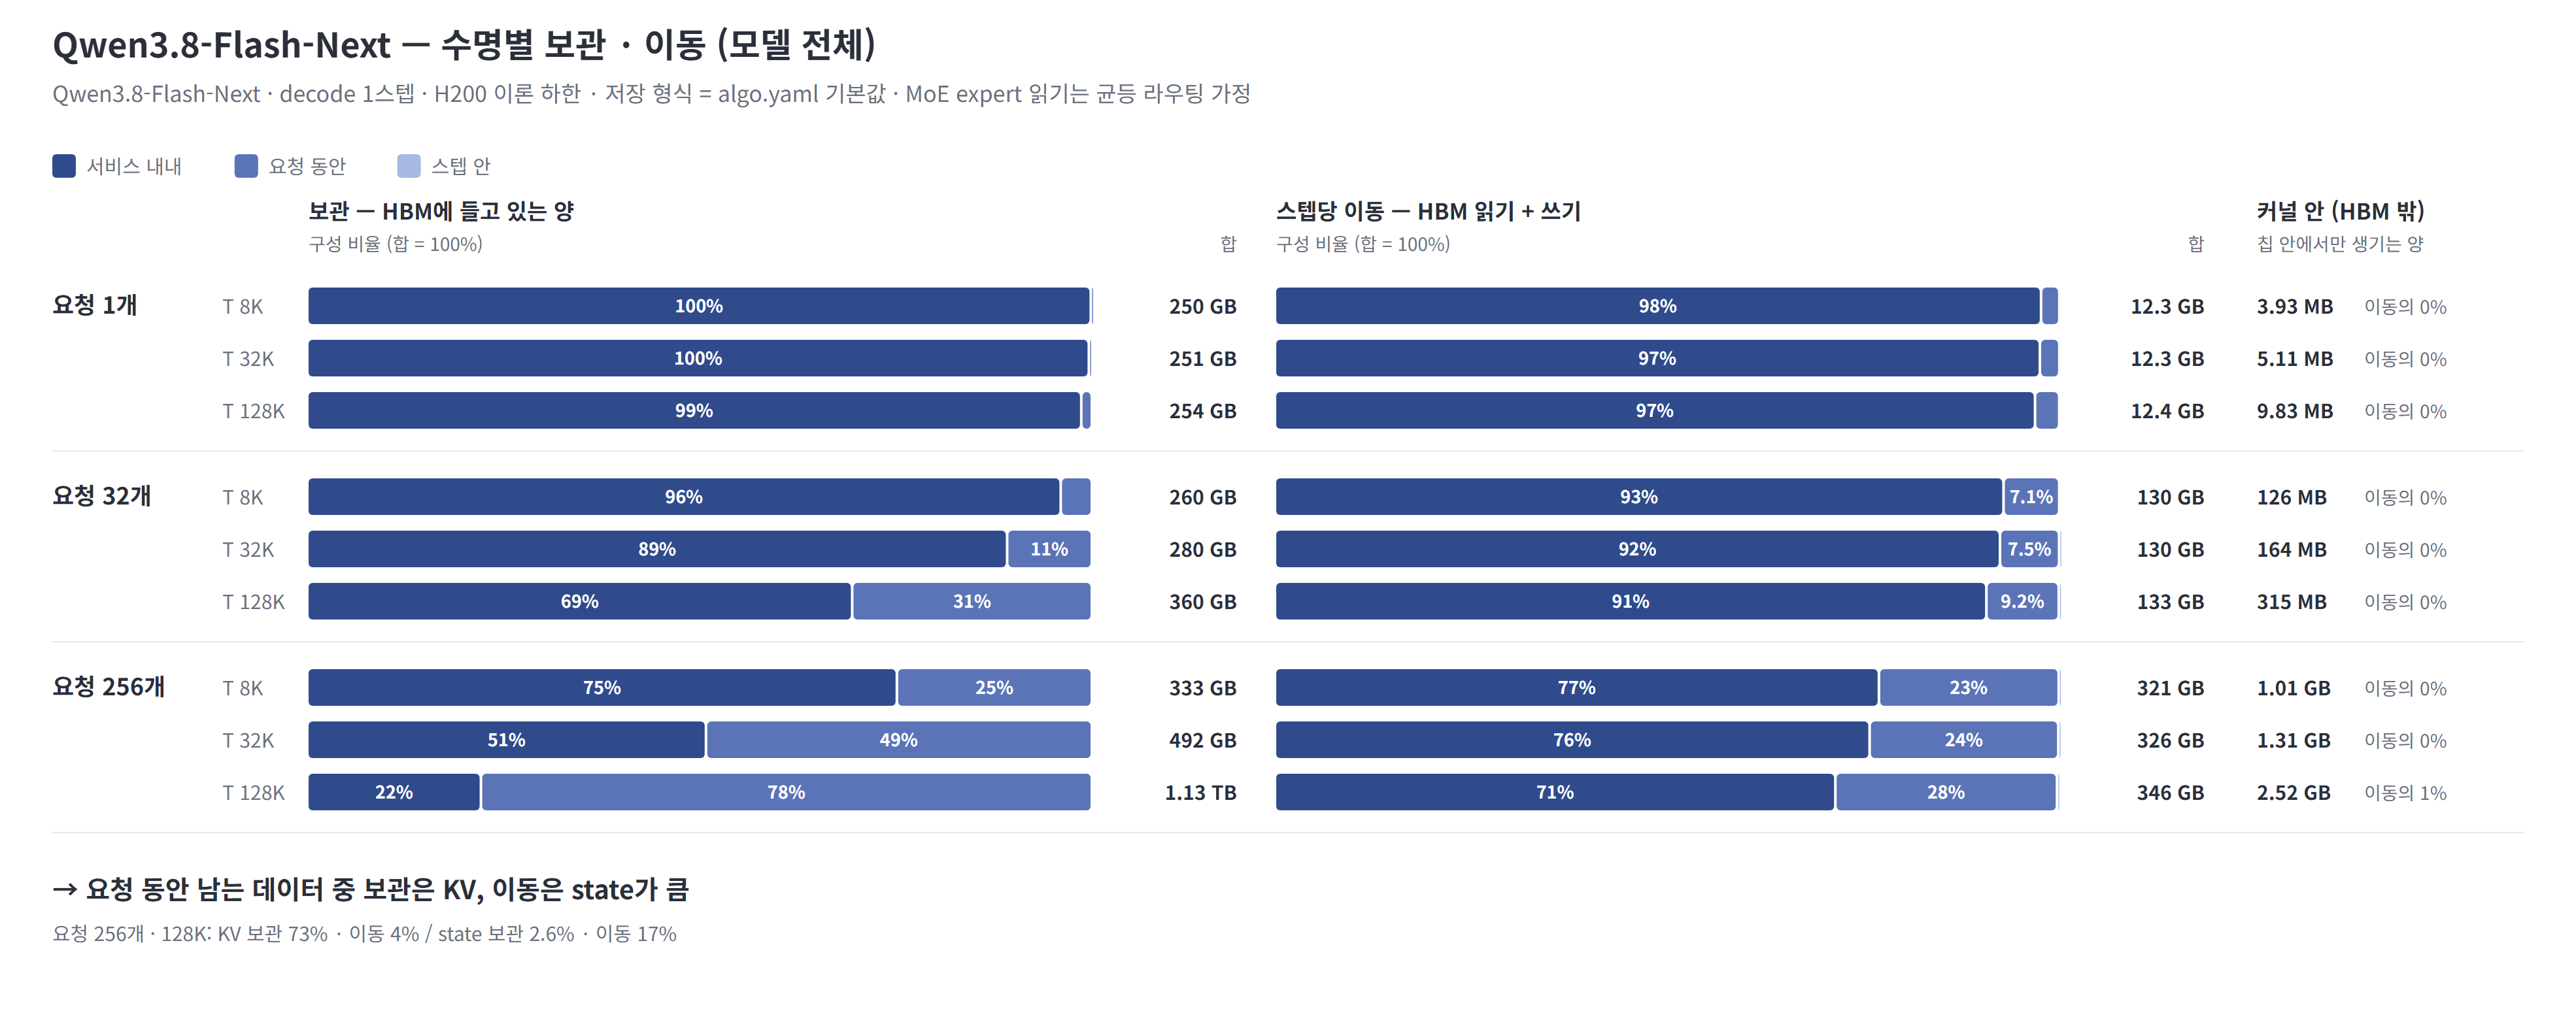 Qwen3.8-Flash-Next — 수명별 보관 · 이동 (모델 전체)
Qwen3.8-Flash-Next · decode 1스텝 · H200 이론 하한 · 저장 형식 = algo.yaml 기본값 · MoE expert 읽기는 균등 라우팅 가정
서비스 내내 요청 동안 스텝 안
보관 — HBM에 들고 있는 양 스텝당 이동 — HBM 읽기 + 쓰기 커널 안 (HBM 밖)
구성 비율 (합 = 100%) 합 구성 비율 (합 = 100%) 합 칩 안에서만 생기는 양
요청 1개 T 8K 100% 250 GB 98% 12.3 GB 3.93 MB 이동의 0%
T 32K 100% 251 GB 97% 12.3 GB 5.11 MB 이동의 0%
T 128K 99% 254 GB 97% 12.4 GB 9.83 MB 이동의 0%
요청 32개 T 8K 96% 260 GB 93% 7.1% 130 GB 126 MB 이동의 0%
T 32K 89% 11% 280 GB 92% 7.5% 130 GB 164 MB 이동의 0%
T 128K 69% 31% 360 GB 91% 9.2% 133 GB 315 MB 이동의 0%
요청 256개 T 8K 75% 25% 333 GB 77% 23% 321 GB 1.01 GB 이동의 0%
T 32K 51% 49% 492 GB 76% 24% 326 GB 1.31 GB 이동의 0%
T 128K 22% 78% 1.13 TB 71% 28% 346 GB 2.52 GB 이동의 1%
→ 요청 동안 남는 데이터 중 보관은 KV, 이동은 state가 큼
요청 256개 · 128K: KV 보관 73% · 이동 4% / state 보관 2.6% · 이동 17%